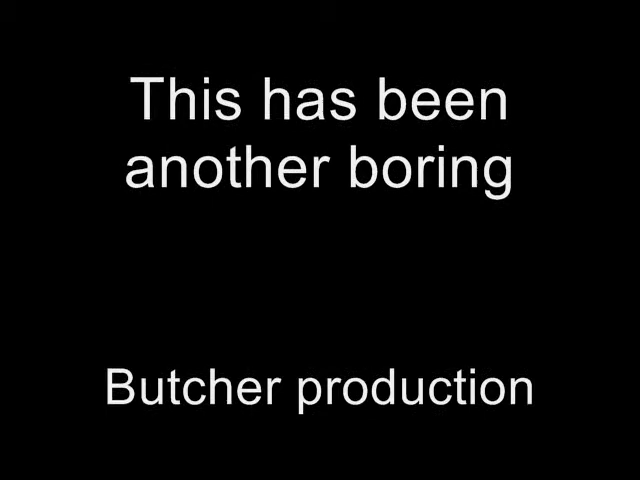 This has been
another boring
Butcher production